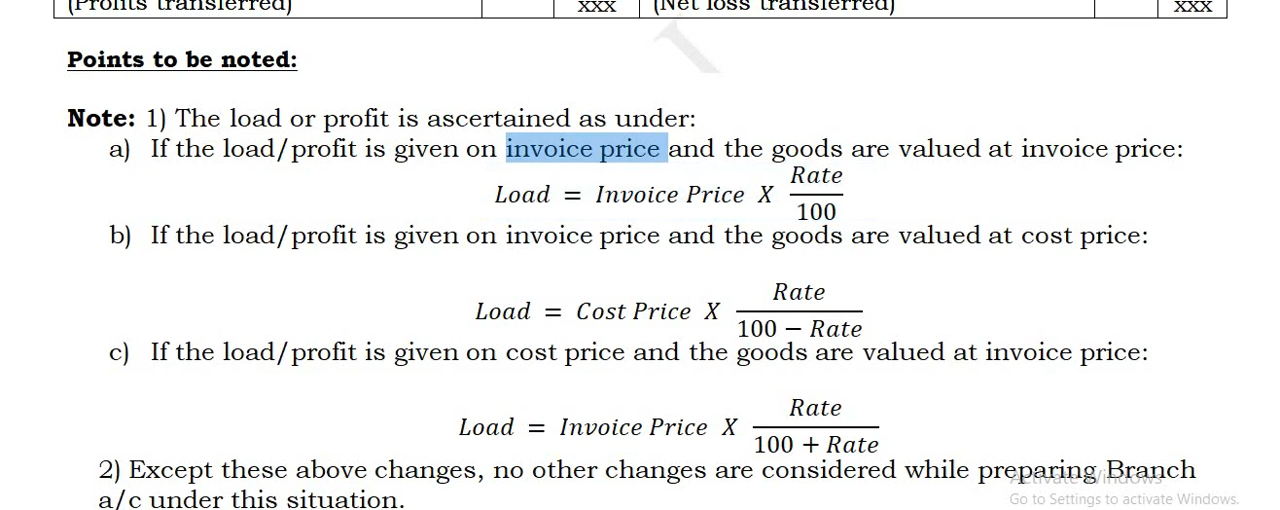 (Profits transferred) xxx (Net loss transferred) xxx
Points to be noted:
Note: 1) The load or profit is ascertained as under:
a) If the load/profit is given on invoice price and the goods are valued at invoice price:
Load = Invoice Price X Rate / 100
b) If the load/profit is given on invoice price and the goods are valued at cost price:
Load = Cost Price X Rate / 100 − Rate
c) If the load/profit is given on cost price and the goods are valued at invoice price:
Load = Invoice Price X Rate / 100 + Rate
2) Except these above changes, no other changes are considered while preparing Branch
a/c under this situation.
Activate Windows
Go to Settings to activate Windows.